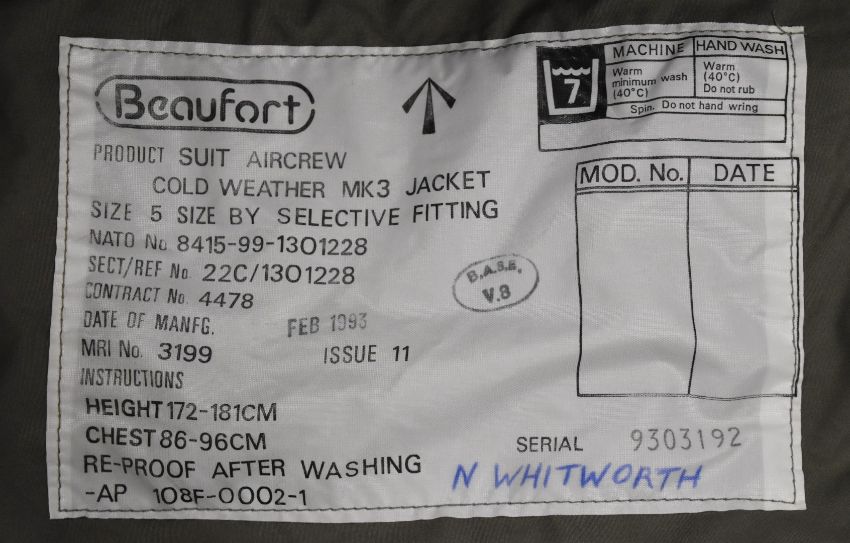 Beaufort
PRODUCT SUIT AIRCREW
COLD WEATHER MK3 JACKET
SIZE 5 SIZE BY SELECTIVE FITTING
NATO No 8415-99-1301228
SECT/REF No. 22C/1301228
CONTRACT No. 4478
DATE OF MANFG. FEB 1993
MRI No. 3199 ISSUE 11
INSTRUCTIONS
HEIGHT 172-181CM
CHEST 86-96CM
RE-PROOF AFTER WASHING
-AP 108F-0002-1
7
MACHINE HAND WASH
Warm
minimum wash
(40°C)
Warm
(40°C)
Do not rub
Spin. Do not hand wring
MOD. No. DATE
B.A.S.E.
V.8
SERIAL 9303192
N WHITWORTH